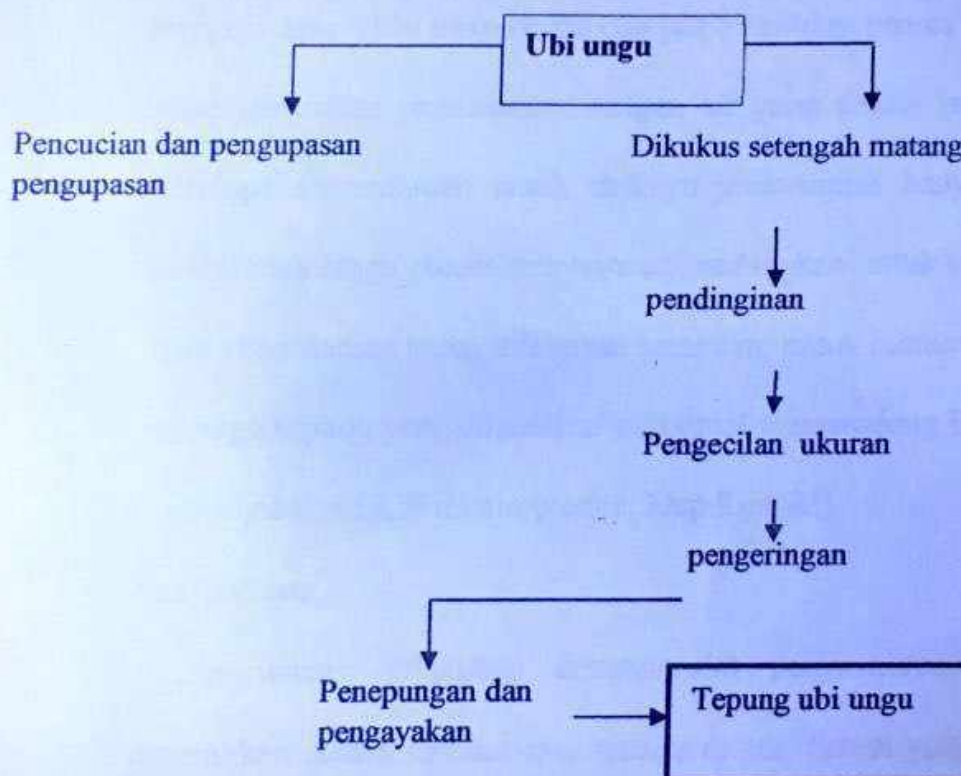 Ubi ungu
Pencucian dan pengupasan
pengupasan
Dikukus setengah matang
pendinginan
Pengecilan ukuran
pengeringan
Penepungan dan
pengayakan
Tepung ubi ungu